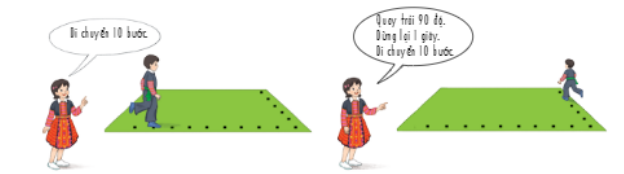 Di chuyển 10 bước.
Quay trái 90 độ.
Dừng lại 1 giây.
Di chuyển 10 bước.